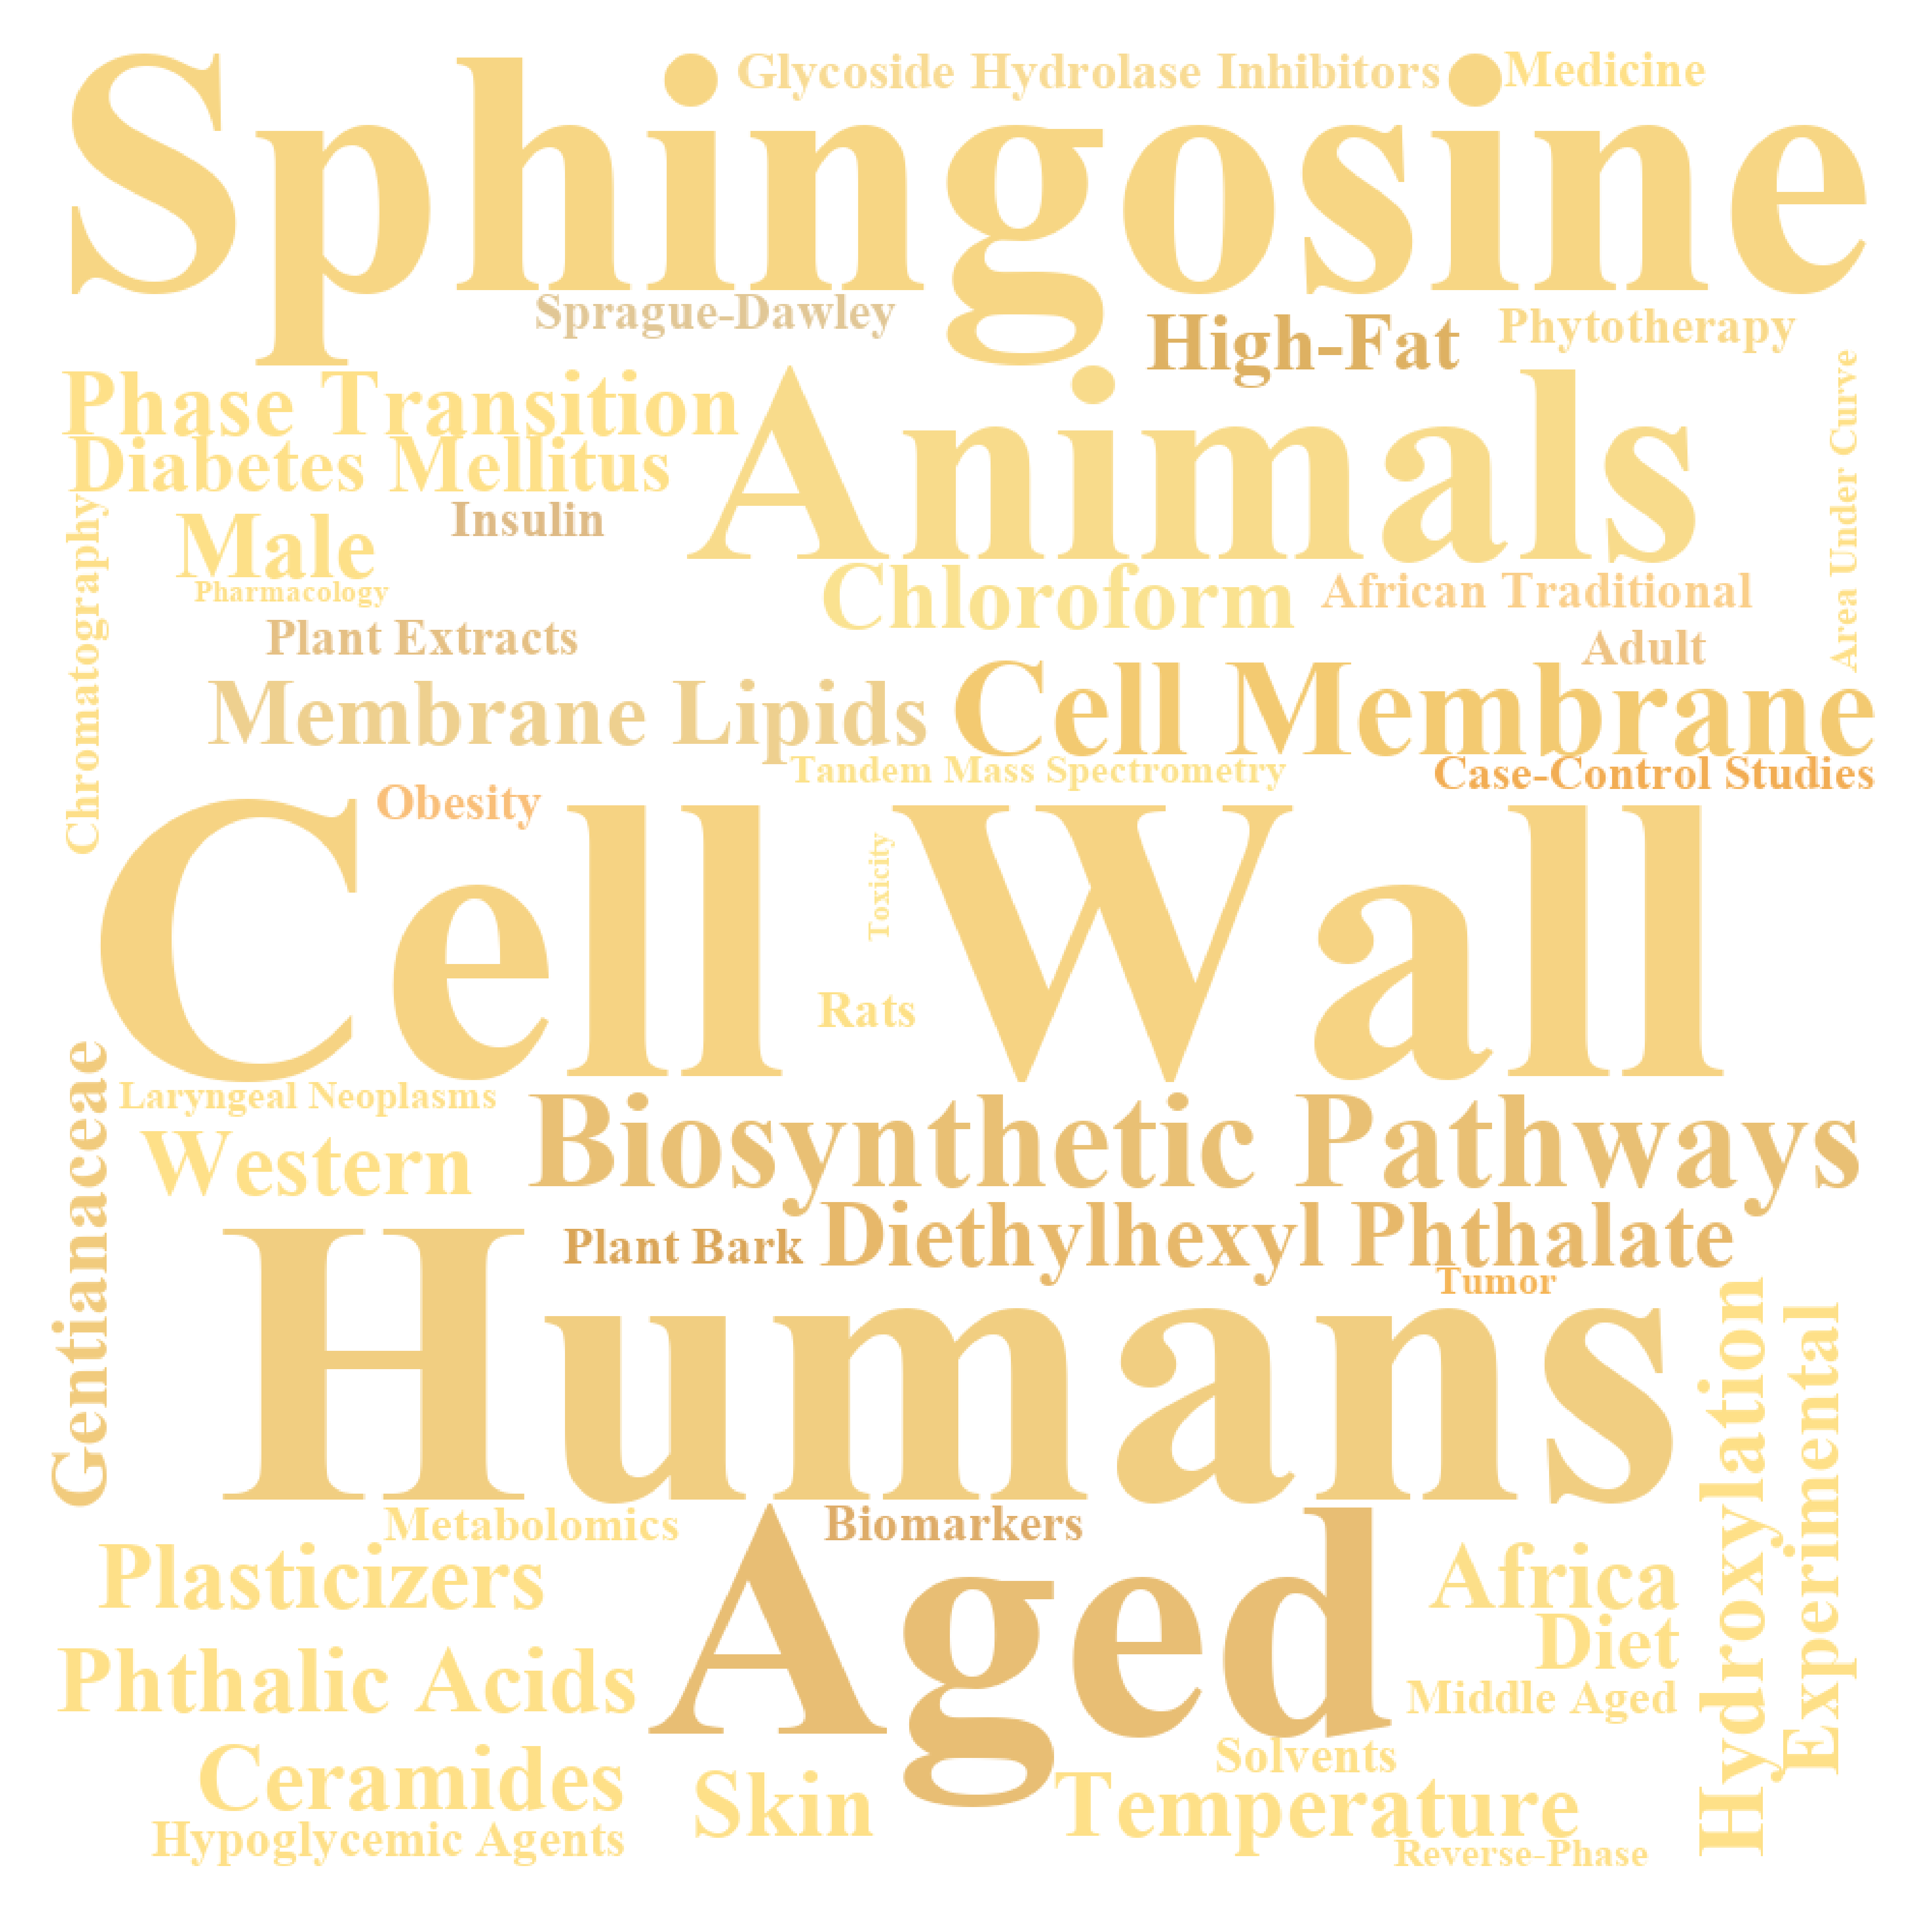 Sphingosine
Glycoside Hydrolase Inhibitors
Medicine
Sprague-Dawley
High-Fat
Phytotherapy
Phase Transition
Animals
Area Under Curve
Diabetes Mellitus
Chromatography
Insulin
Male
Pharmacology
Chloroform
African Traditional
Plant Extracts
Adult
Membrane Lipids
Cell Membrane
Tandem Mass Spectrometry
Case-Control Studies
Obesity
Cell Wall
Toxicity
Rats
Gentianaceae
Laryngeal Neoplasms
Biosynthetic Pathways
Western
Plant Bark
Diethylhexyl Phthalate
Tumor
Humans
Hydroxylation
Experimental
Metabolomics
Biomarkers
Aged
Plasticizers
Africa
Diet
Phthalic Acids
Middle Aged
Solvents
Ceramides
Skin
Temperature
Hypoglycemic Agents
Reverse-Phase